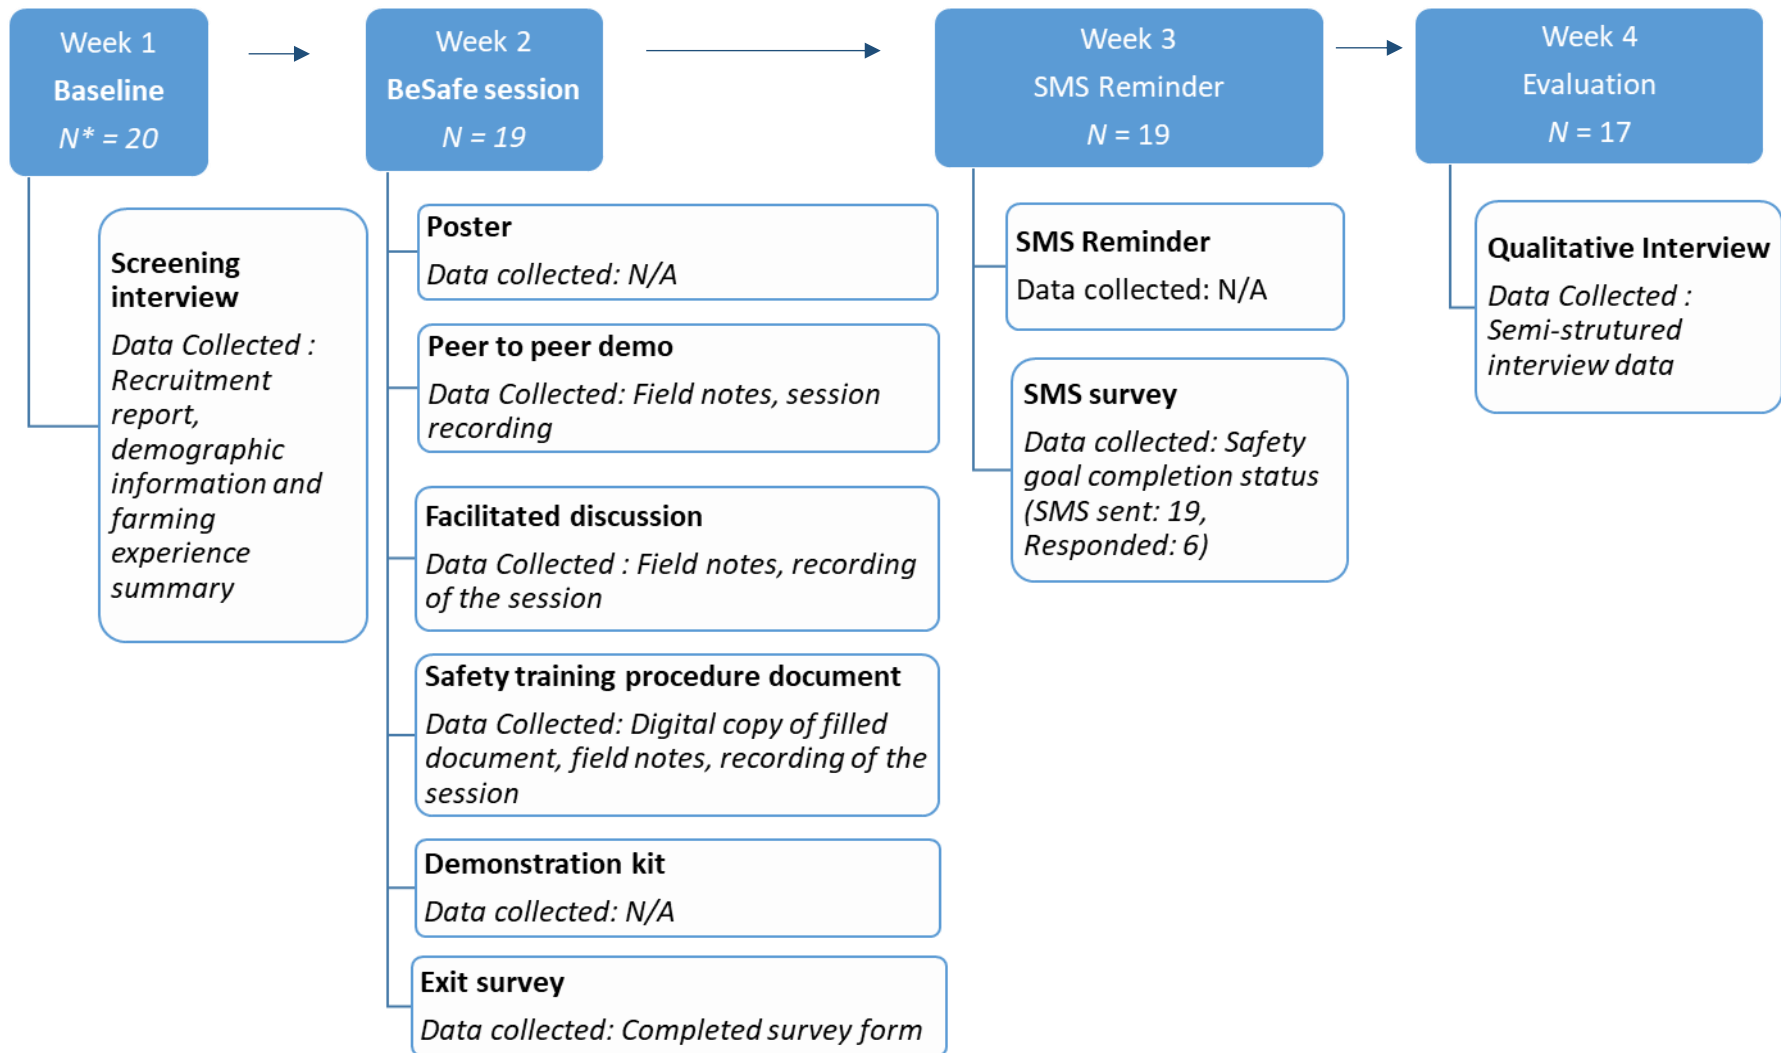 Week 1
Baseline
N* = 20
Screening
interview
Data Collected :
Recruitment
report,
demographic
information and
farming
experience
summary
Week 2
BeSafe session
N = 19
Poster
Data collected: N/A
Peer to peer demo
Data Collected: Field notes, session
recording
Facilitated discussion
Data Collected : Field notes, recording
of the session
Safety training procedure document
Data Collected: Digital copy of filled
document, field notes, recording of the
session
Demonstration kit
Data collected: N/A
Exit survey
Data collected: Completed survey form
Week 3
SMS Reminder
N = 19
SMS Reminder
Data collected: N/A
SMS survey
Data collected: Safety
goal completion status
(SMS sent: 19,
Responded: 6)
Week 4
Evaluation
N = 17
Qualitative Interview
Data Collected :
Semi-strutured
interview data